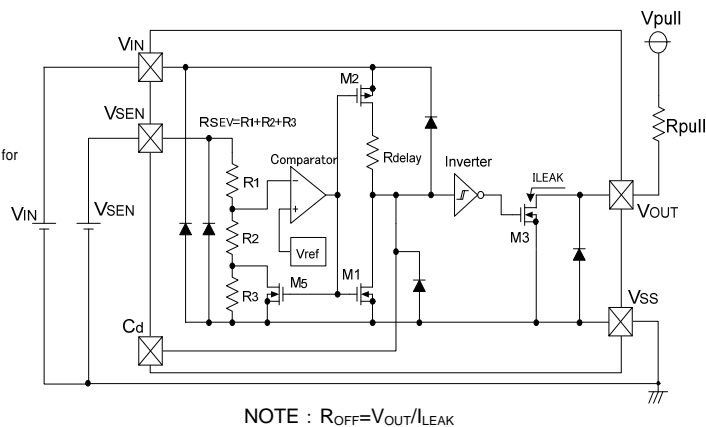 Vpull
VIN
M2
VSEN
RSEV=R1+R2+R3
Rpull
for
Comparator
Rdelay
Inverter
ILEAK
R1
−
+
VOUT
VIN
VSEN
R2
M3
Vref
M5
M1
VSS
R3
Cd
NOTE : ROFF=VOUT/ILEAK